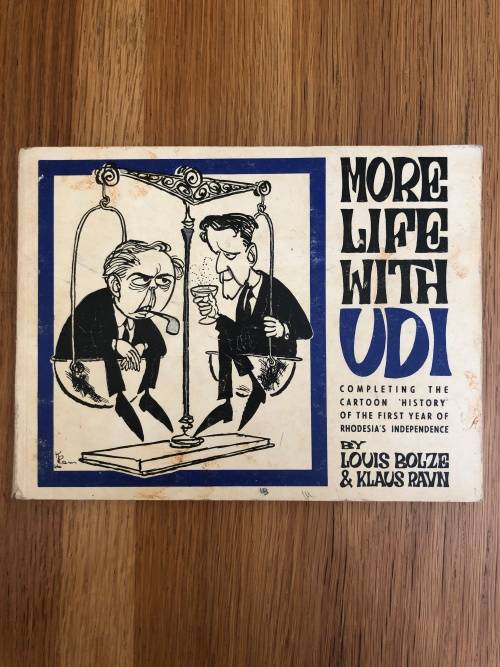 MORE
LIFE
WITH
UDI
COMPLETING THE
CARTOON 'HISTORY'
OF THE FIRST YEAR OF
RHODESIA'S INDEPENDENCE
BY
LOUIS BOLZE
& KLAUS RAVN